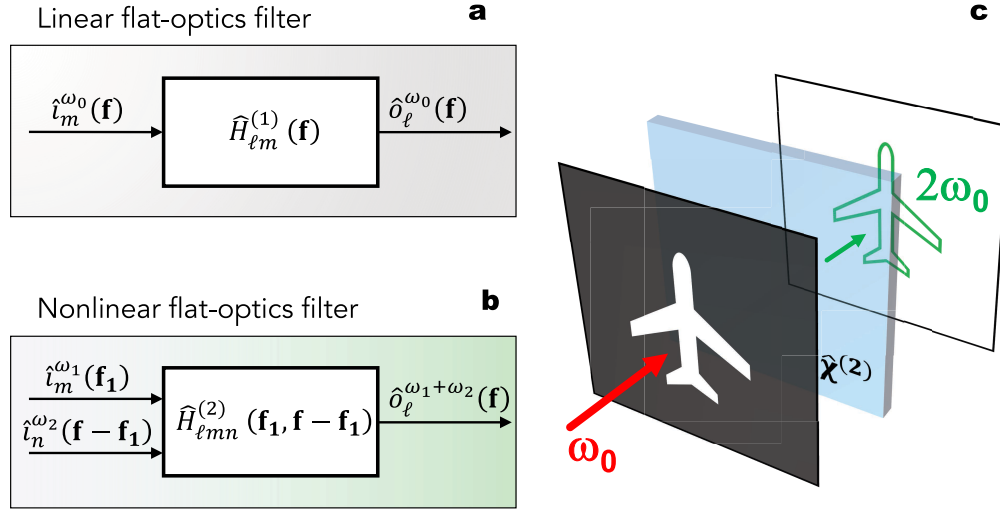 Linear flat-optics filter
a
î_m^{ω_0}(𝐟)
Ĥ_{ℓm}^{(1)}(𝐟)
ô_ℓ^{ω_0}(𝐟)
Nonlinear flat-optics filter
b
î_m^{ω_1}(𝐟_𝟏)
î_n^{ω_2}(𝐟 − 𝐟_𝟏)
Ĥ_{ℓmn}^{(2)}(𝐟_𝟏, 𝐟 − 𝐟_𝟏)
ô_ℓ^{ω_1+ω_2}(𝐟)
c
2ω_0
χ̂^{(2)}
ω_0